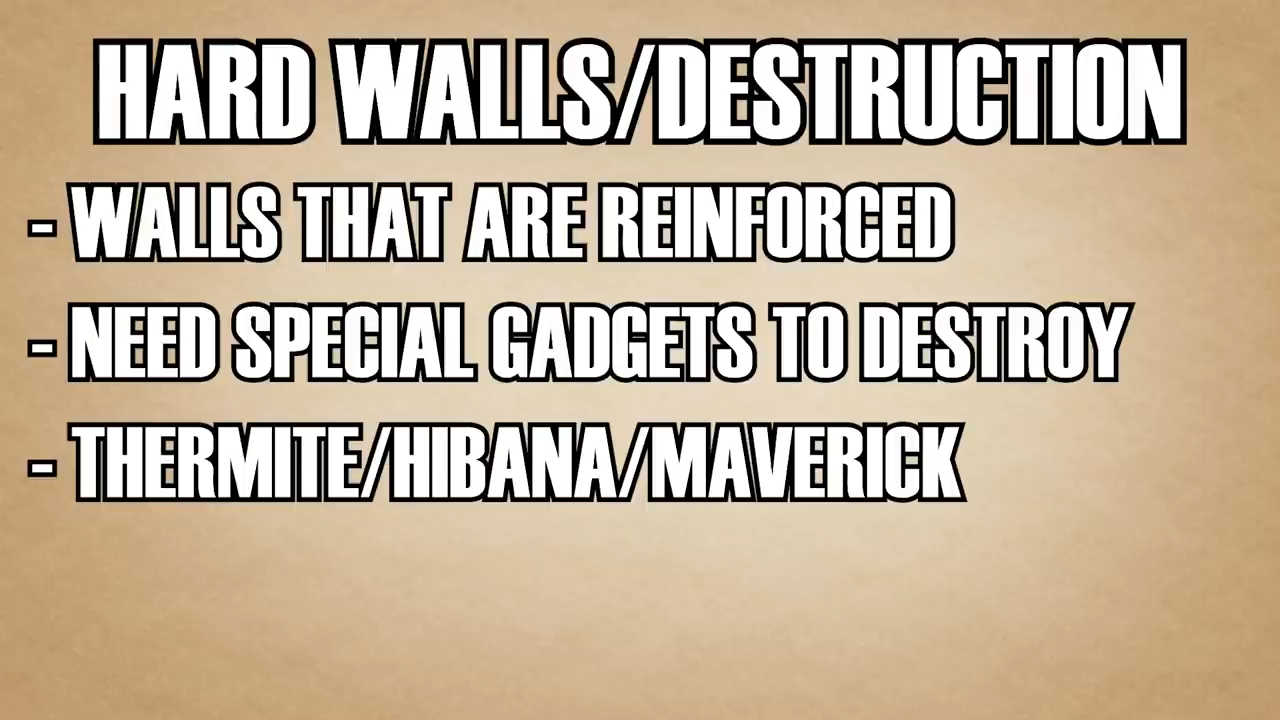 HARD WALLS/DESTRUCTION
- WALLS THAT ARE REINFORCED
- NEED SPECIAL GADGETS TO DESTROY
- THERMITE/HIBANA/MAVERICK